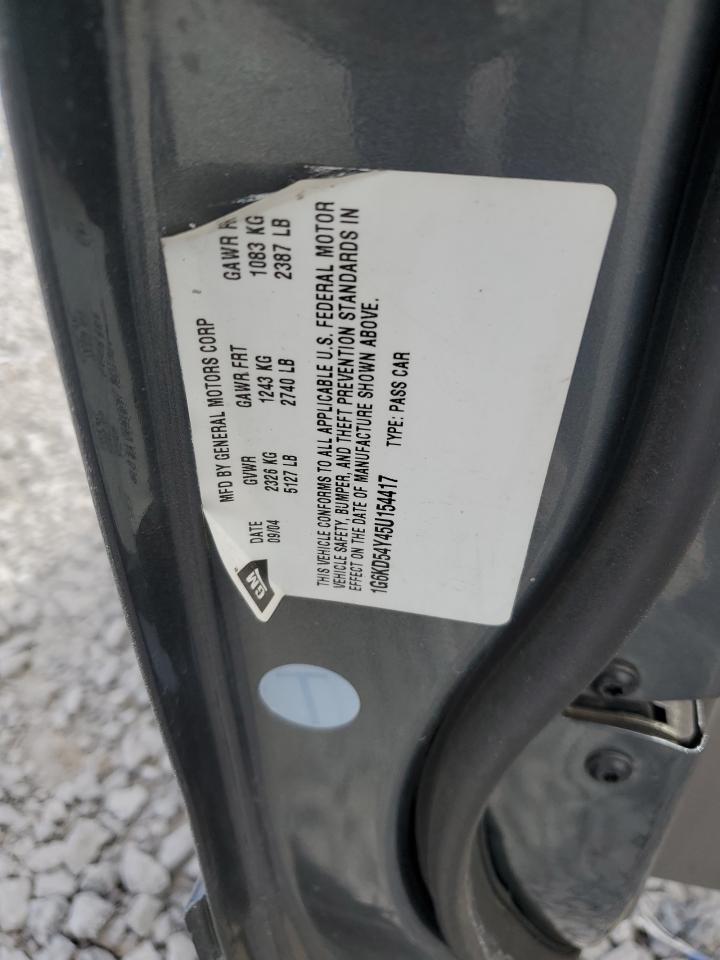 MFD BY GENERAL MOTORS CORP
DATE GVWR GAWR FRT GAWR
09/04 2326 KG 1243 KG 1083 KG
5127 LB 2740 LB 2387 LB
GM
THIS VEHICLE CONFORMS TO ALL APPLICABLE U.S. FEDERAL MOTOR
VEHICLE SAFETY, BUMPER, AND THEFT PREVENTION STANDARDS IN
EFFECT ON THE DATE OF MANUFACTURE SHOWN ABOVE.
1G6KD54Y45U154417 TYPE: PASS CAR
T